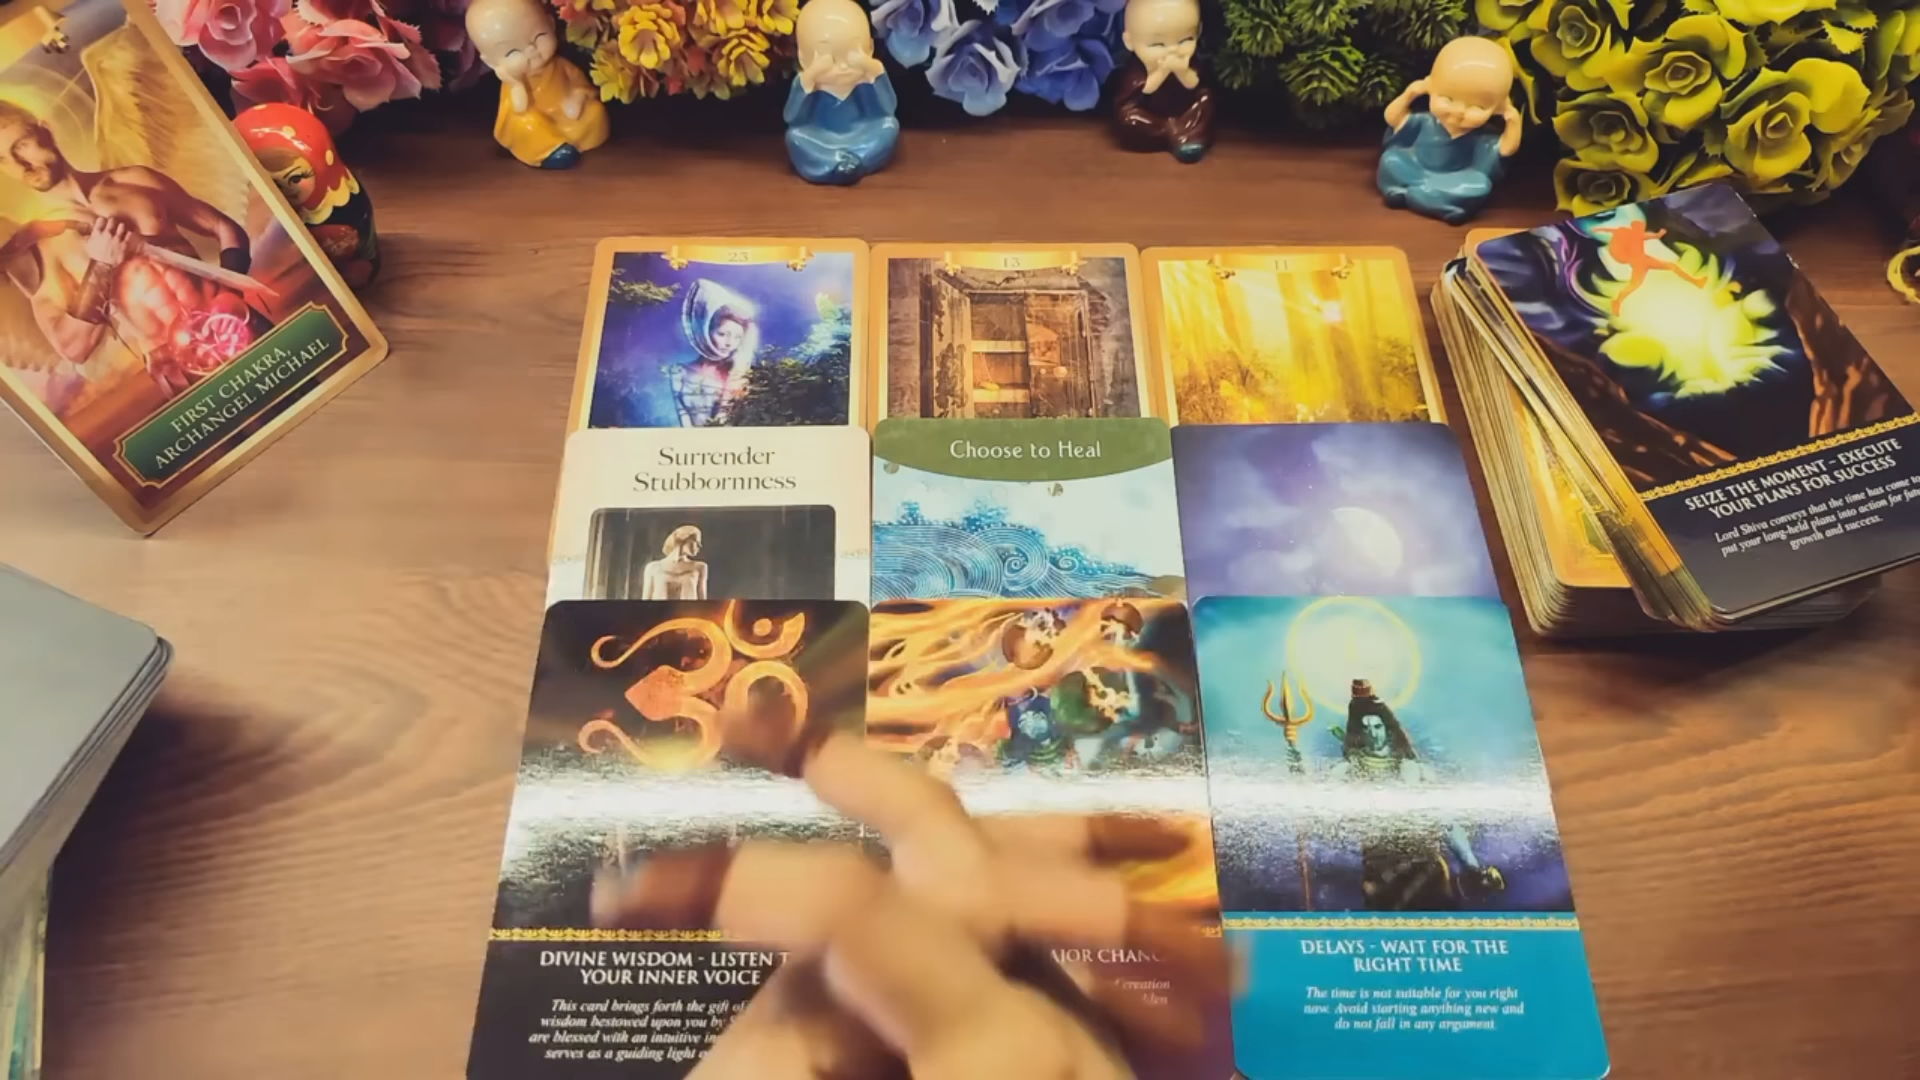 FIRST CHAKRA,
ARCHANGEL MICHAEL
23
13
11
Surrender
Stubbornness
Choose to Heal
SEIZE THE MOMENT - EXECUTE
YOUR PLANS FOR SUCCESS
Lord Shiva conveys that the time has come to
put your long-held plans into action for
growth and success.
DIVINE WISDOM - LISTEN
YOUR INNER VOICE
This card brings forth the gift of
wisdom bestowed upon you by
are blessed with an intuitive
serves as a guiding light
creation
DELAYS - WAIT FOR THE
RIGHT TIME
The time is not suitable for you right
now. Avoid starting anything new and
do not fall in any argument.